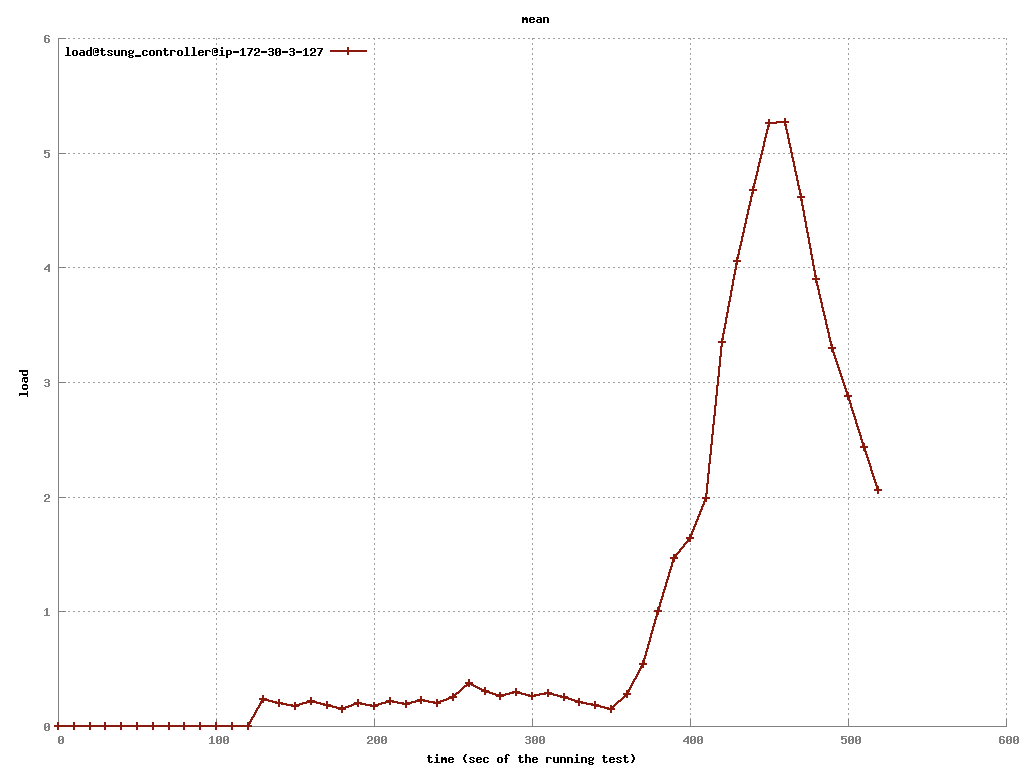 mean
load@tsung_controller@ip-172-30-3-127
6
5
4
3
2
1
0
load
0 100 200 300 400 500 600
time (sec of the running test)